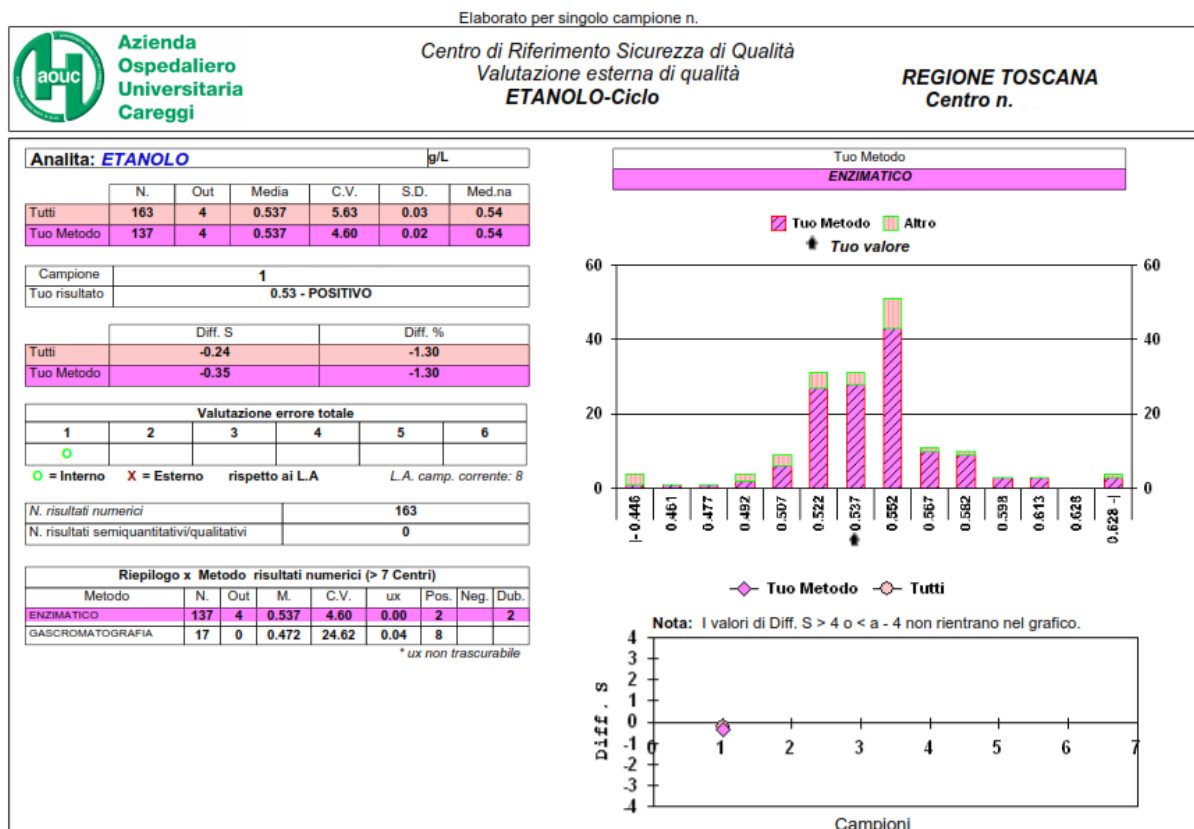 Elaborato per singolo campione n.
aouc
Azienda
Ospedaliero
Universitaria
Careggi
Centro di Riferimento Sicurezza di Qualità
Valutazione esterna di qualità
ETANOLO-Ciclo
REGIONE TOSCANA
Centro n.
Analita: ETANOLO g/L
N. Out Media C.V. S.D. Med.na
Tutti 163 4 0.537 5.63 0.03 0.54
Tuo Metodo 137 4 0.537 4.60 0.02 0.54
Campione 1
Tuo risultato 0.53 - POSITIVO
Diff. S Diff. %
Tutti -0.24 -1.30
Tuo Metodo -0.35 -1.30
Valutazione errore totale
1 2 3 4 5 6
O
O = Interno X = Esterno rispetto ai L.A L.A. camp. corrente: 8
N. risultati numerici 163
N. risultati semiquantitativi/qualitativi 0
Riepilogo x Metodo risultati numerici (> 7 Centri)
Metodo N. Out M. C.V. ux Pos. Neg. Dub.
ENZIMATICO 137 4 0.537 4.60 0.00 2 2
GASCROMATOGRAFIA 17 0 0.472 24.62 0.04 8
* ux non trascurabile
Tuo Metodo
ENZIMATICO
Tuo Metodo Altro
Tuo valore
60 60
40 40
20 20
0 0
|- 0.446 0.461 0.477 0.492 0.507 0.522 0.537 0.552 0.567 0.582 0.598 0.613 0.628 0.628 -|
Tuo Metodo Tutti
Nota: I valori di Diff. S > 4 o < a - 4 non rientrano nel grafico.
Diff. S
4
3
2
1
0
-1
-2
-3
-4
0 1 2 3 4 5 6 7
Campioni